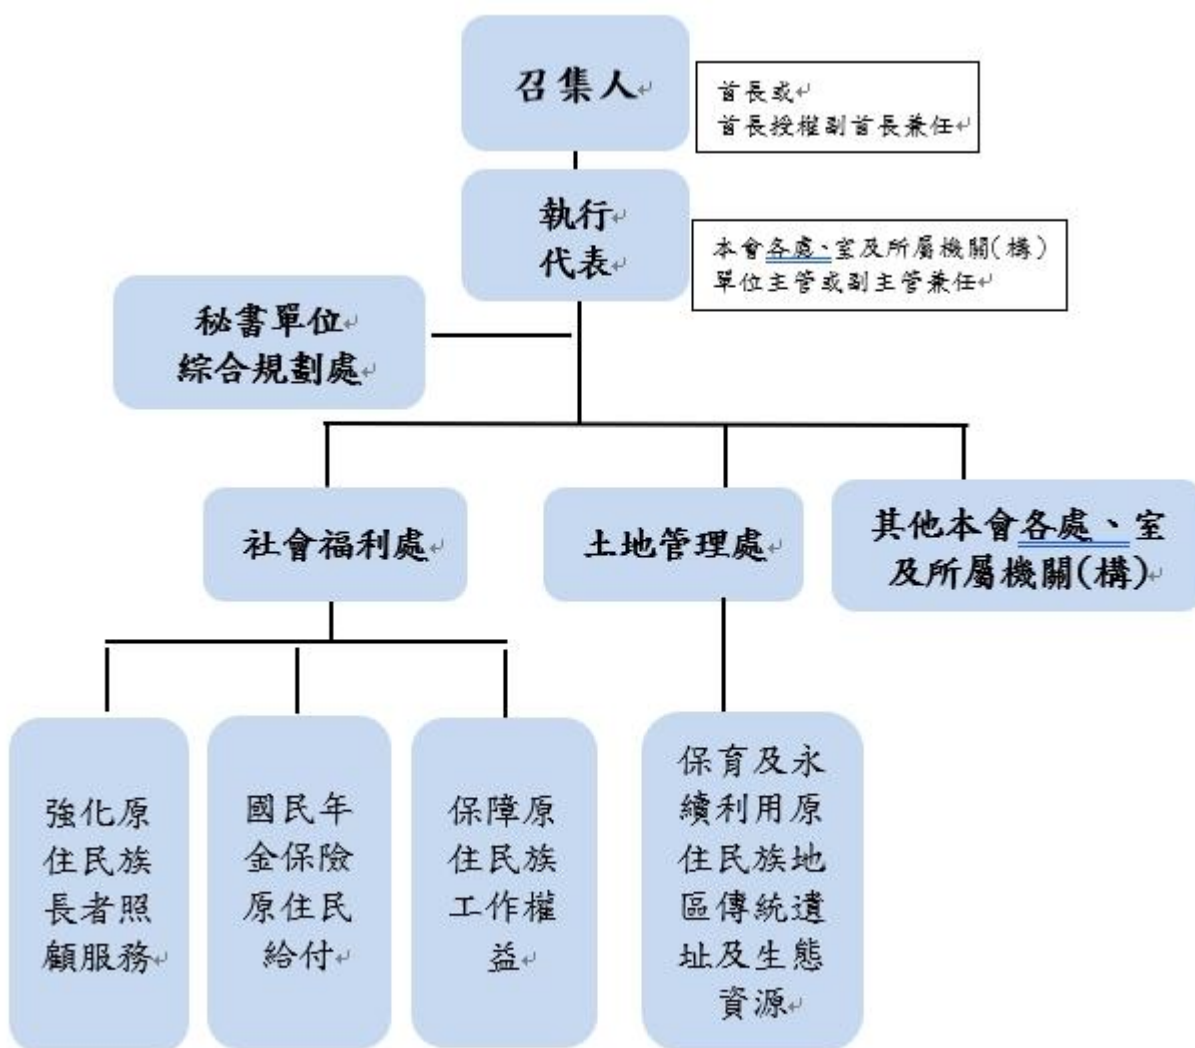 召集人
首長或
首長授權副首長兼任
執行
代表
本會各處、室及所屬機關(構)
單位主管或副主管兼任
秘書單位
綜合規劃處
社會福利處
土地管理處
其他本會各處、室
及所屬機關(構)
強化原
住民族
長者照
顧服務
國民年
金保險
原住民
給付
保障原
住民族
工作權
益
保育及永
續利用原
住民族地
區傳統遺
址及生態
資源